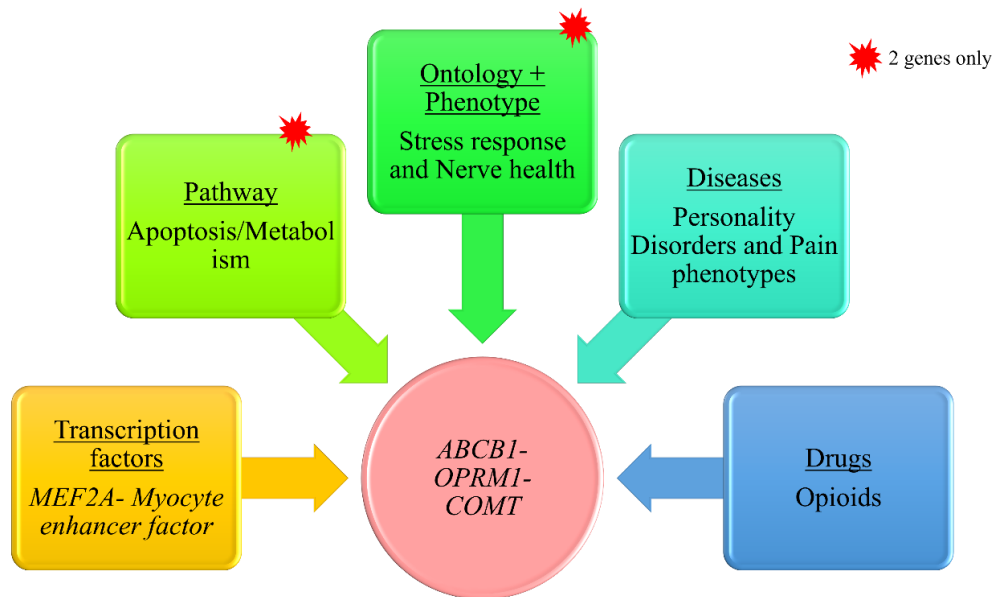 2 genes only
Ontology +
Phenotype
Stress response
and Nerve health
Pathway
Apoptosis/Metabol
ism
Diseases
Personality
Disorders and Pain
phenotypes
Transcription
factors
MEF2A- Myocyte
enhancer factor
ABCB1-
OPRM1-
COMT
Drugs
Opioids